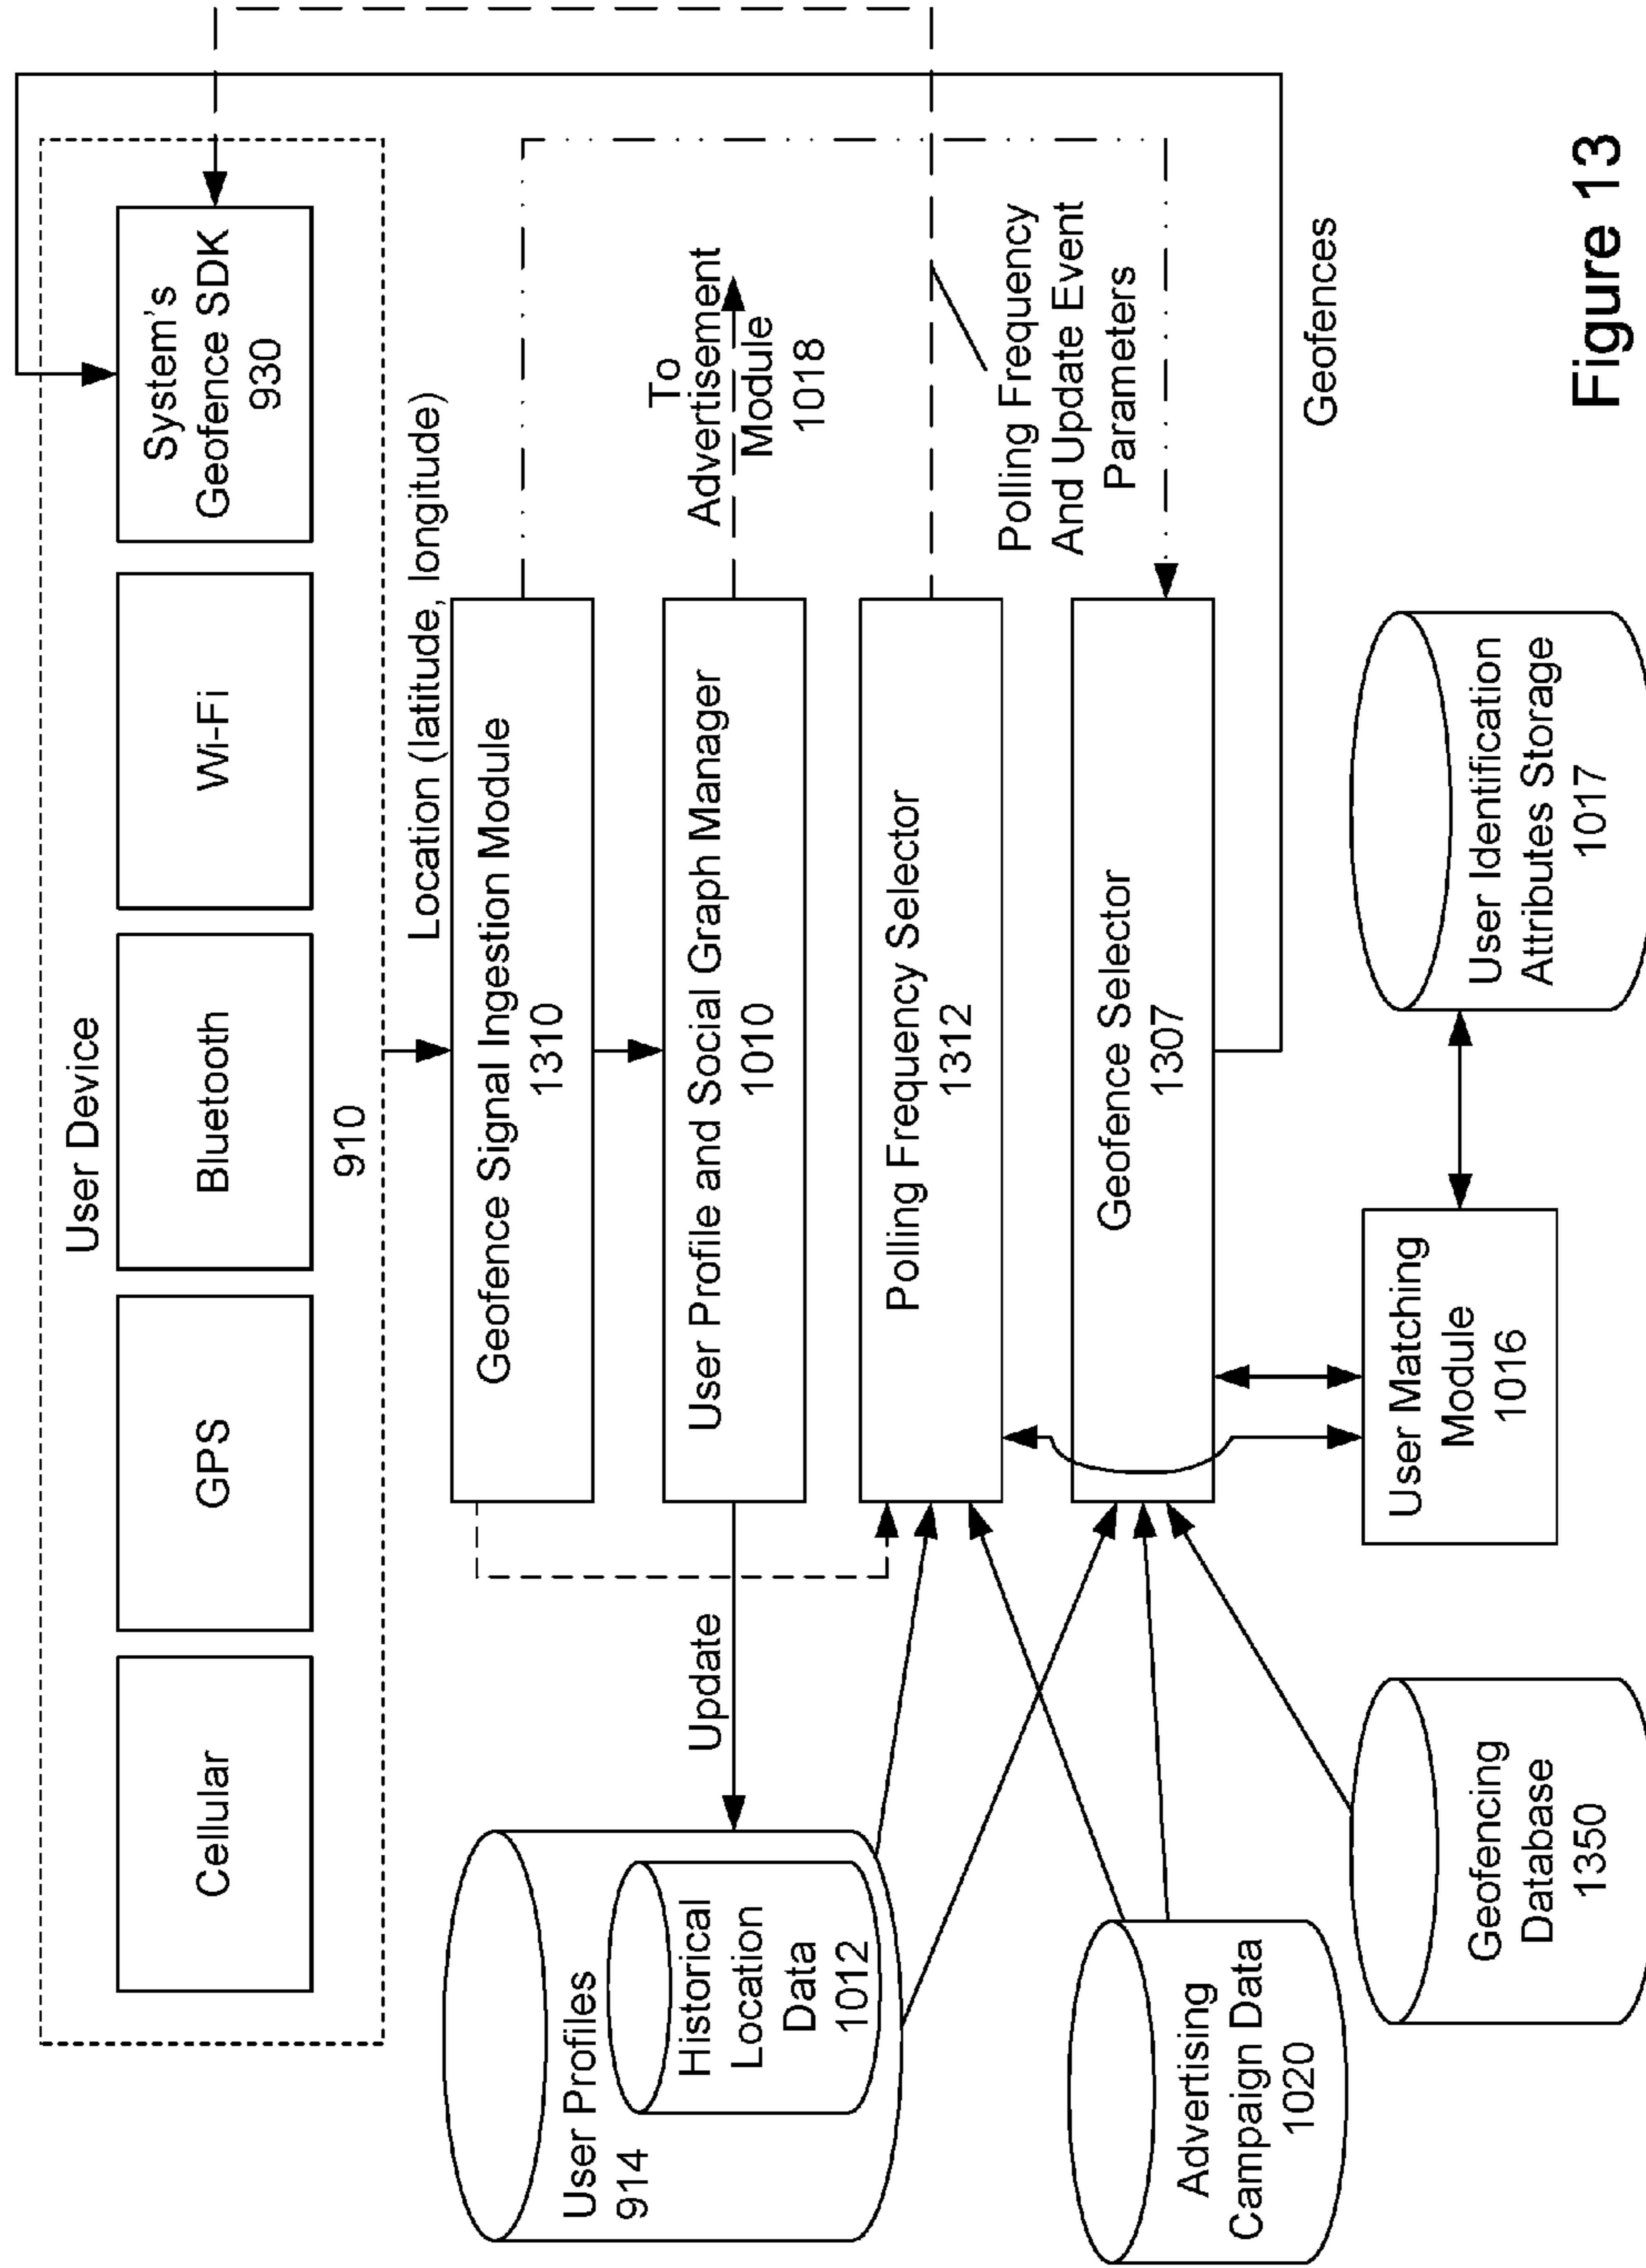 User Device
Cellular
GPS
Bluetooth
Wi-Fi
System's
Geofence SDK
930
910
Location (latitude, longitude)
Geofence Signal Ingestion Module
1310
User Profiles
914
Historical
Location
Data
1012
Update
User Profile and Social Graph Manager
1010
To
Advertisement
Module
1018
Polling Frequency Selector
1312
Polling Frequency
And Update Event
Parameters
Advertising
Campaign Data
1020
Geofence Selector
1307
Geofences
Geofencing
Database
1350
User Matching
Module
1016
User Identification
Attributes Storage
1017
Figure 13